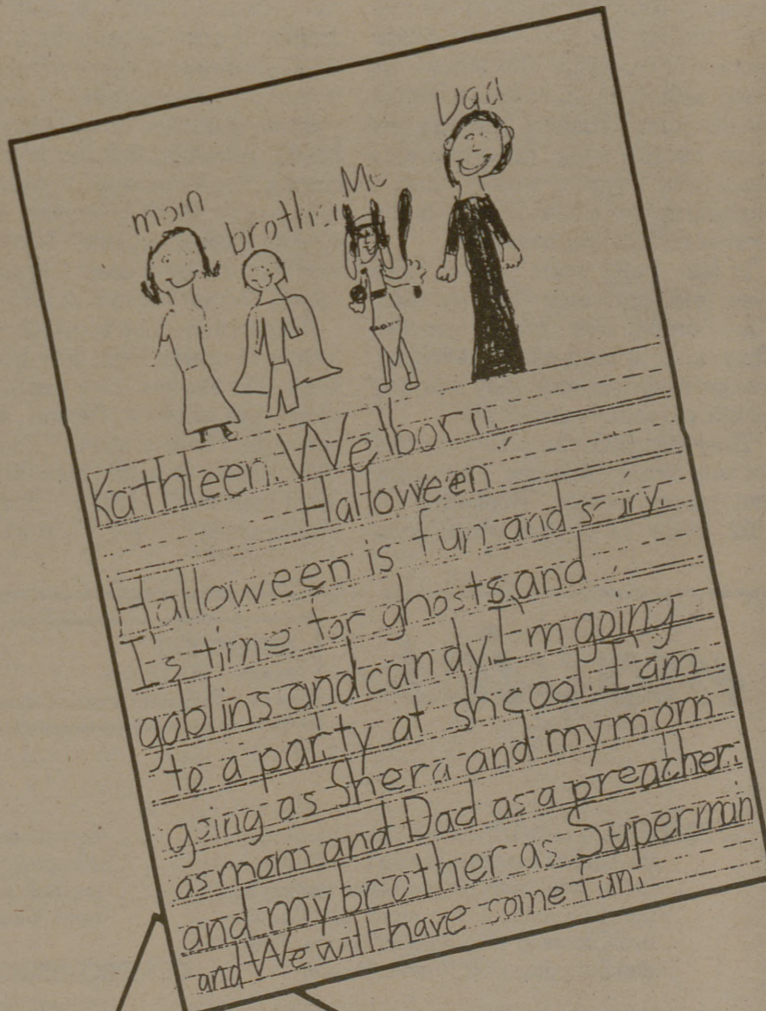 mom
brother
Me
Dad
Kathleen Welborn
Halloween
Halloween is fun and scary.
I's time for ghosts and
goblins and candy. I'm going
to a party at shcool. I am
going as Shera and my mom
as mom and Dad as a preacher.
and my brother as Superman
and We will have some fun.